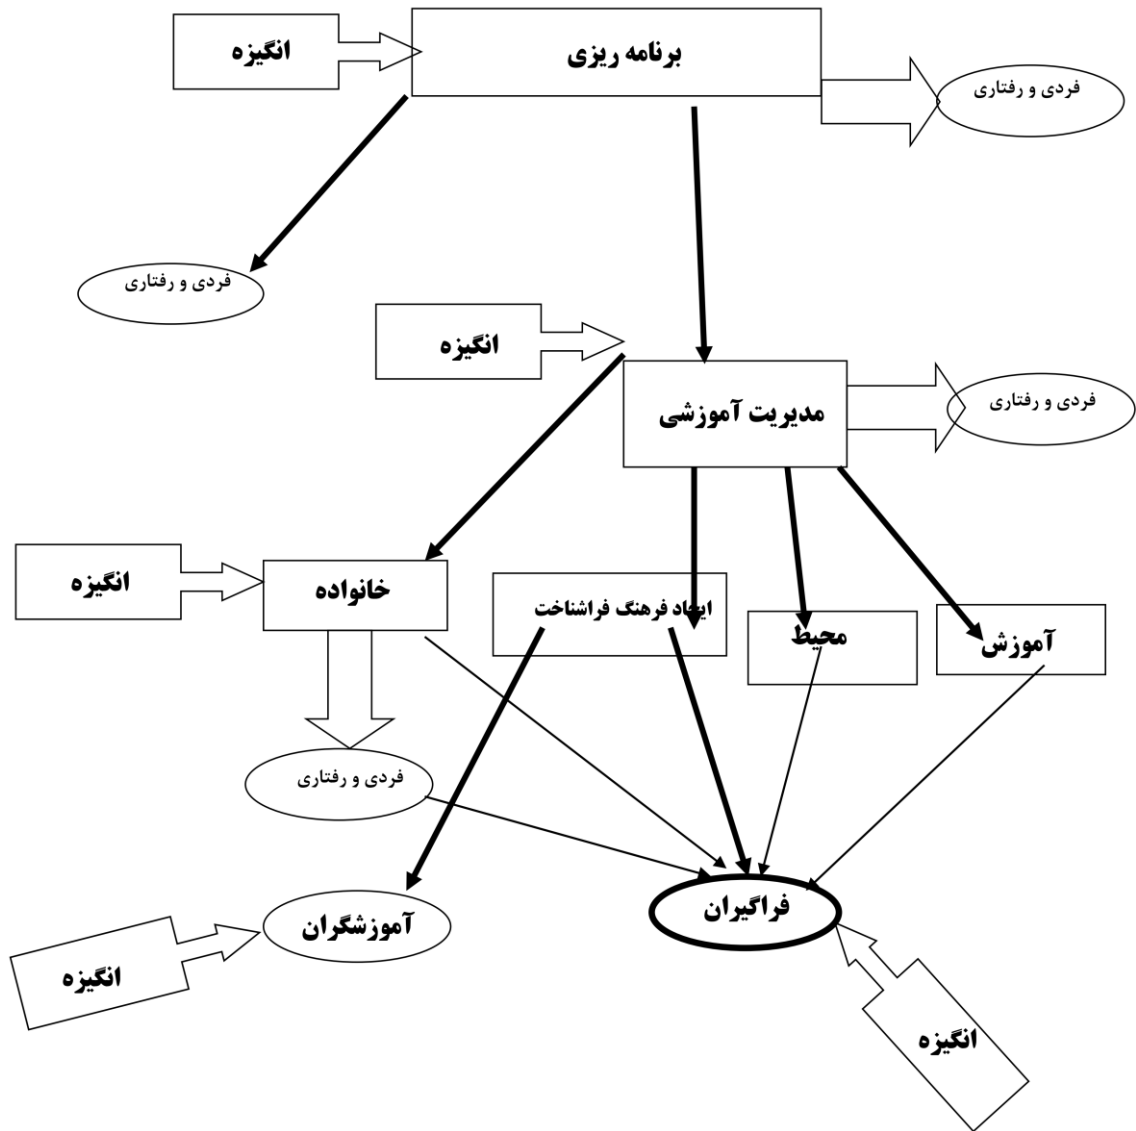 برنامه ریزی
انگیزه
فردی و رفتاری
فردی و رفتاری
انگیزه
مدیریت آموزشی
فردی و رفتاری
آموزش
محیط
ایجاد فرهنگ فراشناخت
خانواده
انگیزه
فردی و رفتاری
فراگیران
آموزشگران
انگیزه
انگیزه